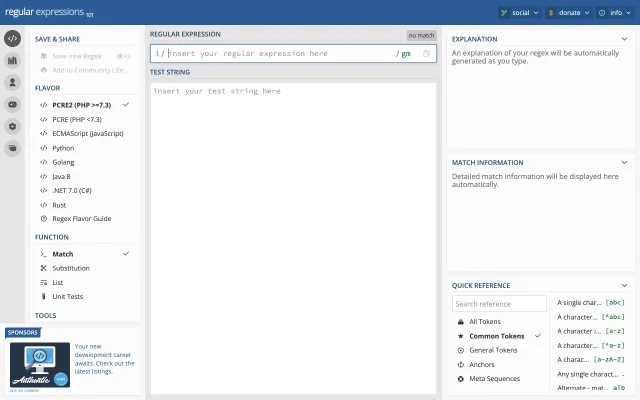 regular expressions 101
social
donate
info
SAVE & SHARE
Save new Regex
⌘+s
Add to Community Libr...
FLAVOR
PCRE2 (PHP >=7.3)
PCRE (PHP <7.3)
ECMAScript (JavaScript)
Python
Golang
Java 8
.NET 7.0 (C#)
Rust
Regex Flavor Guide
FUNCTION
Match
Substitution
List
Unit Tests
TOOLS
SPONSORS
Your new
development career
awaits. Check out the
latest listings.
Authentic
ADS VIA CARBON
REGULAR EXPRESSION
no match
/ insert your regular expression here
/ gm
TEST STRING
insert your test string here
EXPLANATION
An explanation of your regex will be automatically
generated as you type.
MATCH INFORMATION
Detailed match information will be displayed here
automatically.
QUICK REFERENCE
Search reference
All Tokens
Common Tokens
General Tokens
Anchors
Meta Sequences
A single char... [abc]
A character... [^abc]
A character i... [a-z]
A character... [^a-z]
A charac... [a-zA-Z]
Any single charact... .
Alternate - mat... a|b